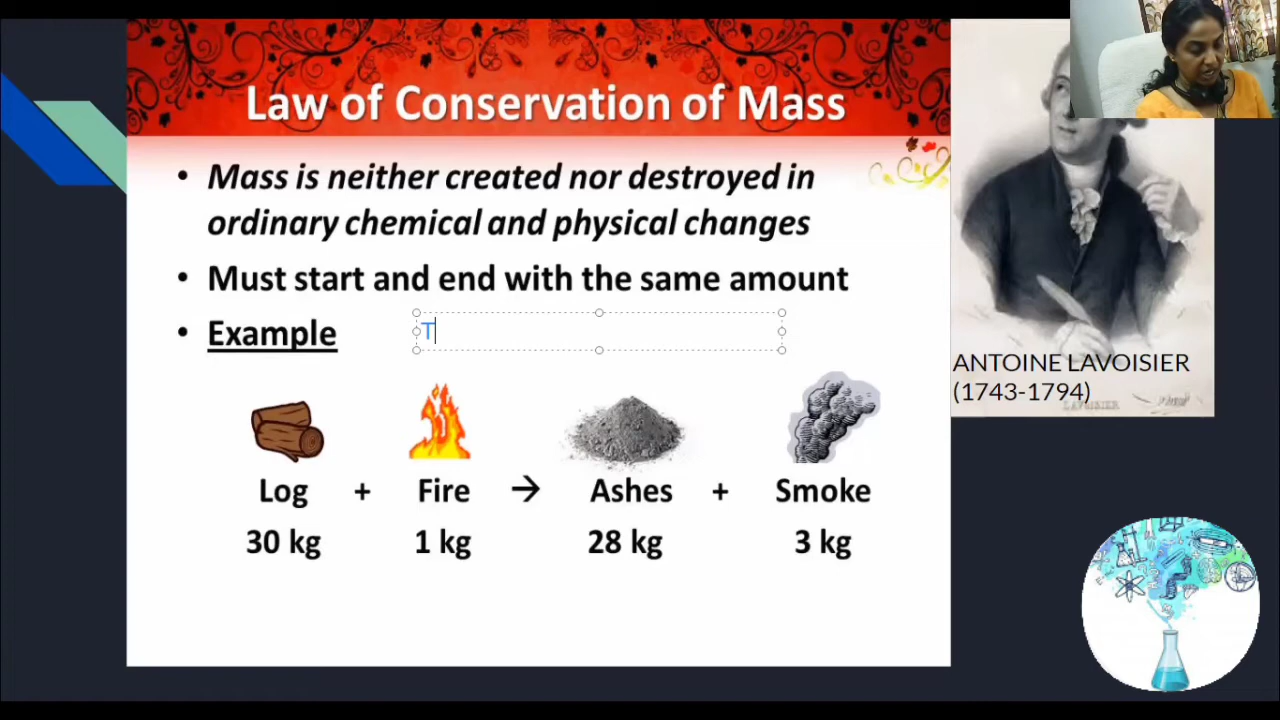 Law of Conservation of Mass
• Mass is neither created nor destroyed in
ordinary chemical and physical changes
• Must start and end with the same amount
• Example
T
Log + Fire → Ashes + Smoke
30 kg 1 kg 28 kg 3 kg
ANTOINE LAVOISIER
(1743-1794)
LAVOISIER